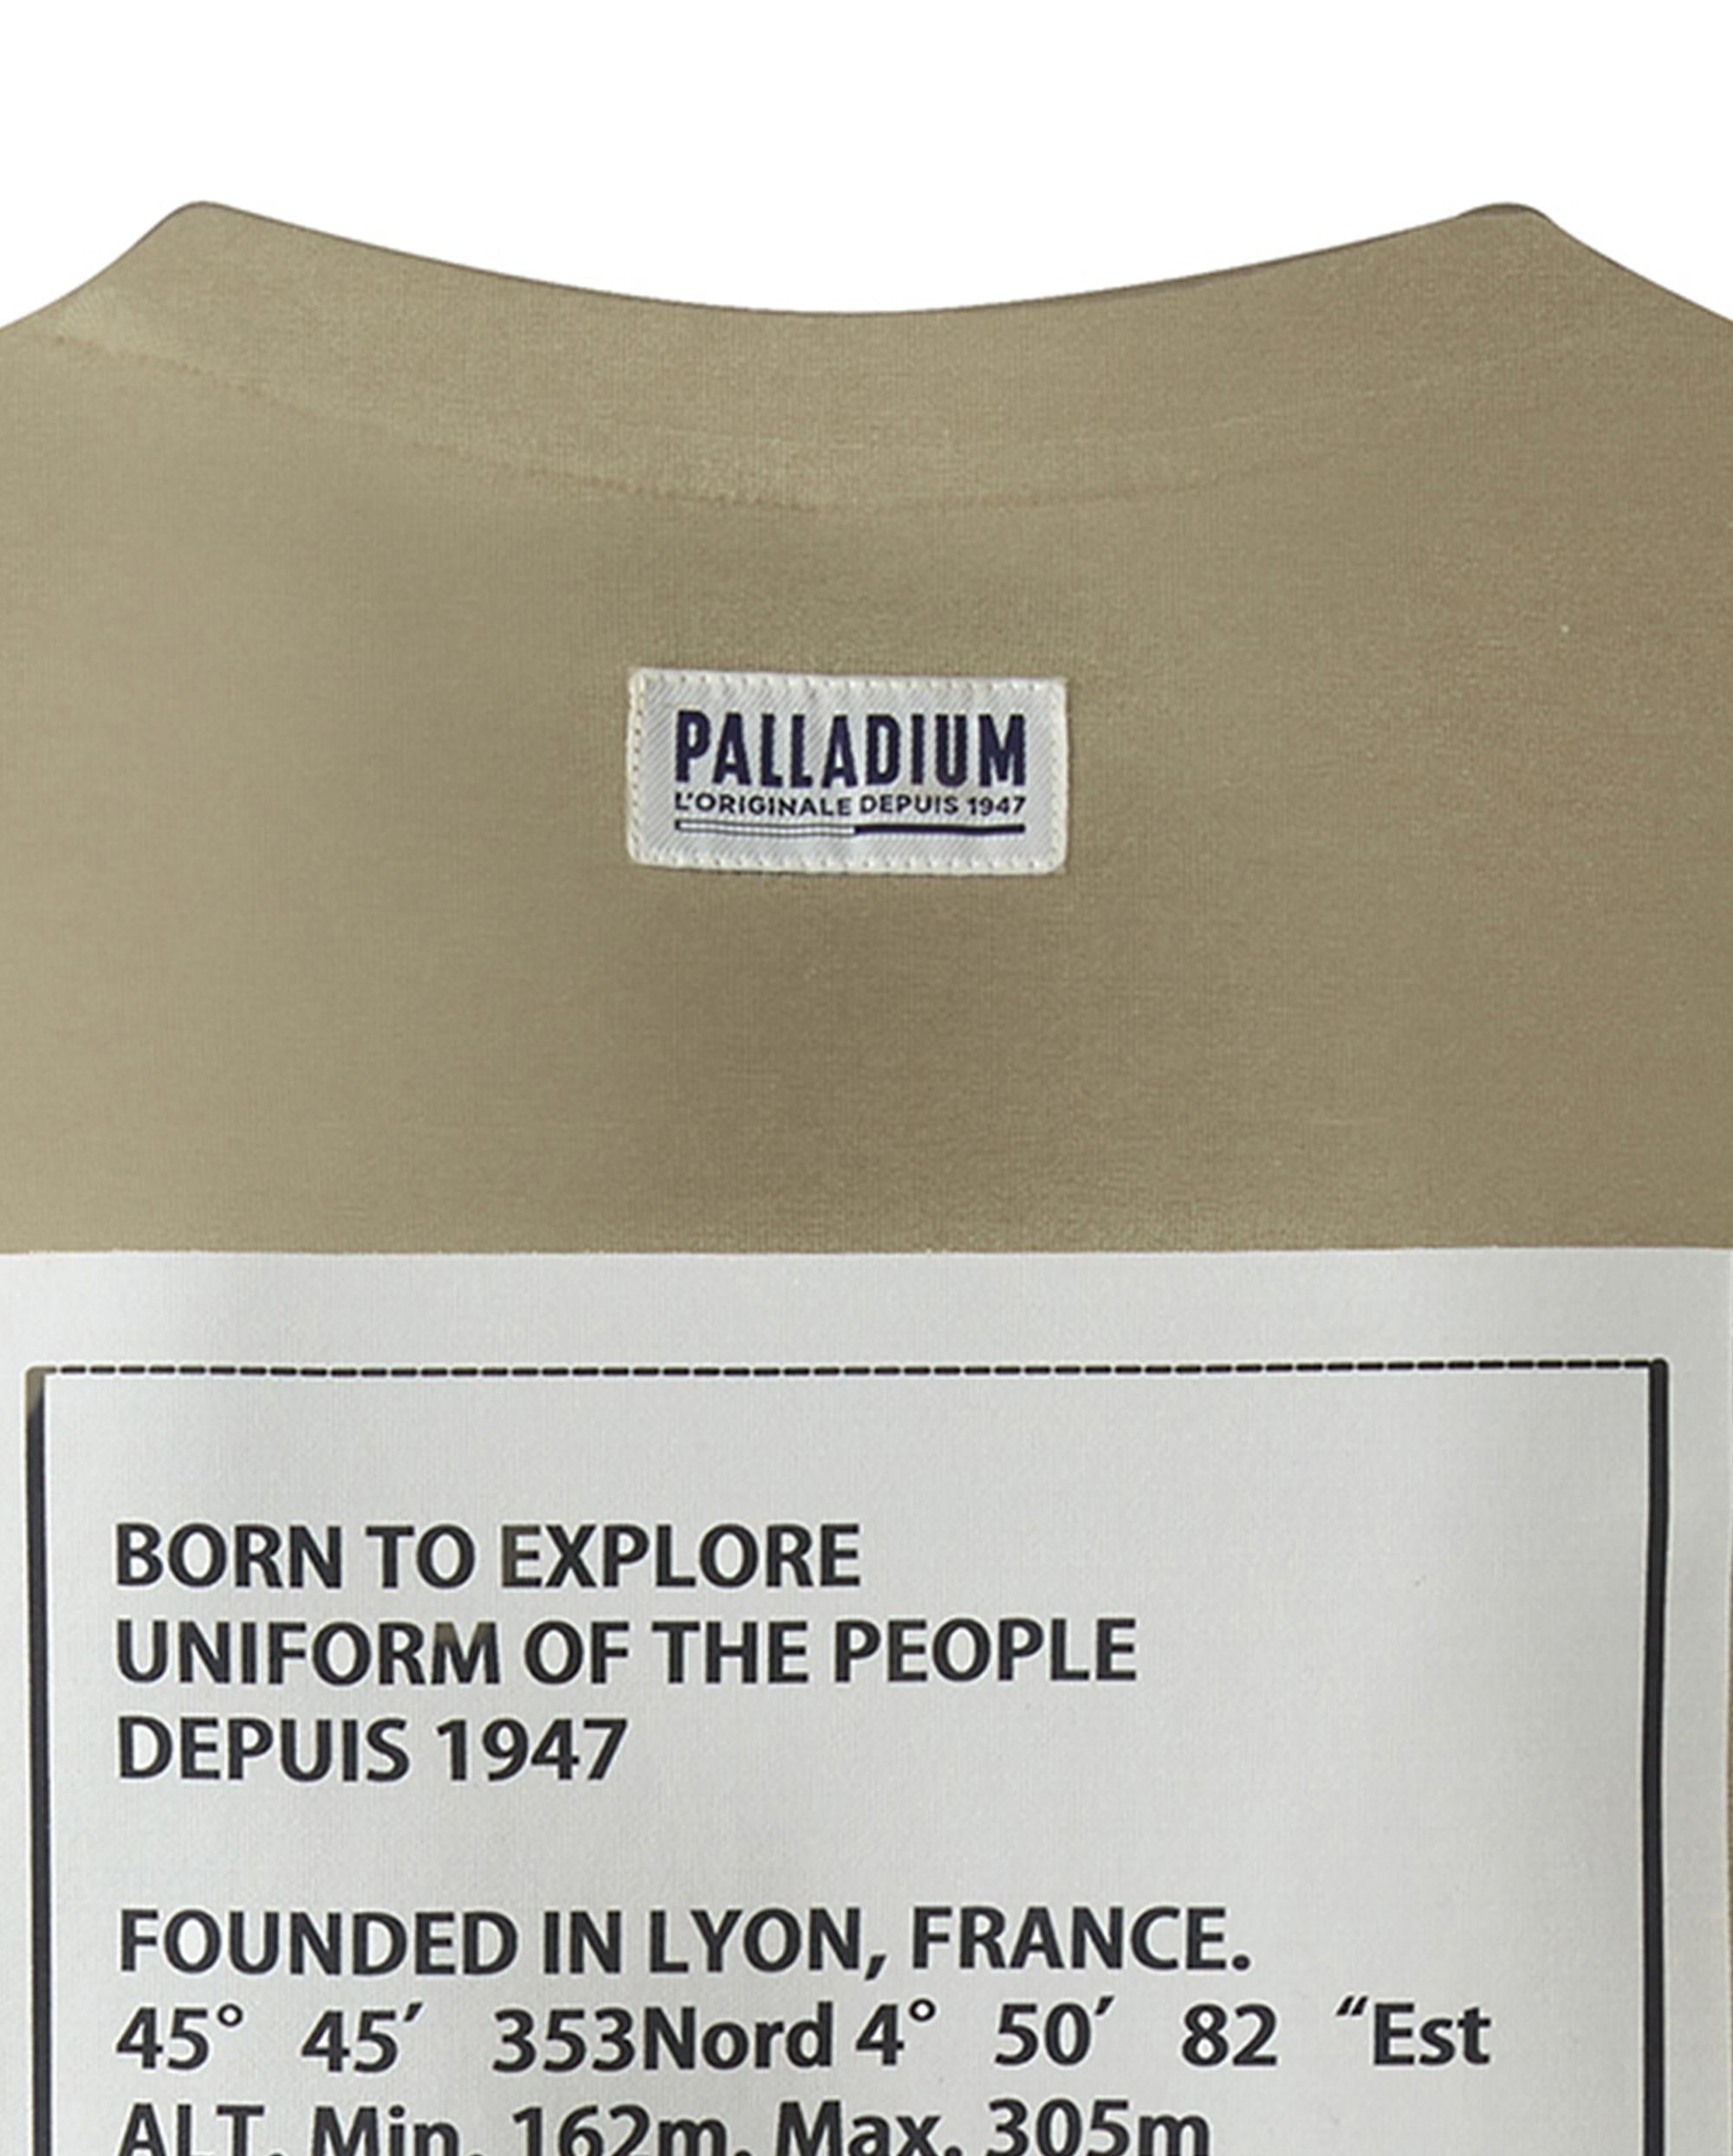 PALLADIUM
L'ORIGINALE DEPUIS 1947
BORN TO EXPLORE
UNIFORM OF THE PEOPLE
DEPUIS 1947
FOUNDED IN LYON, FRANCE.
45° 45′ 353Nord 4° 50′ 82 “Est
ALT. Min. 162m. Max. 305m